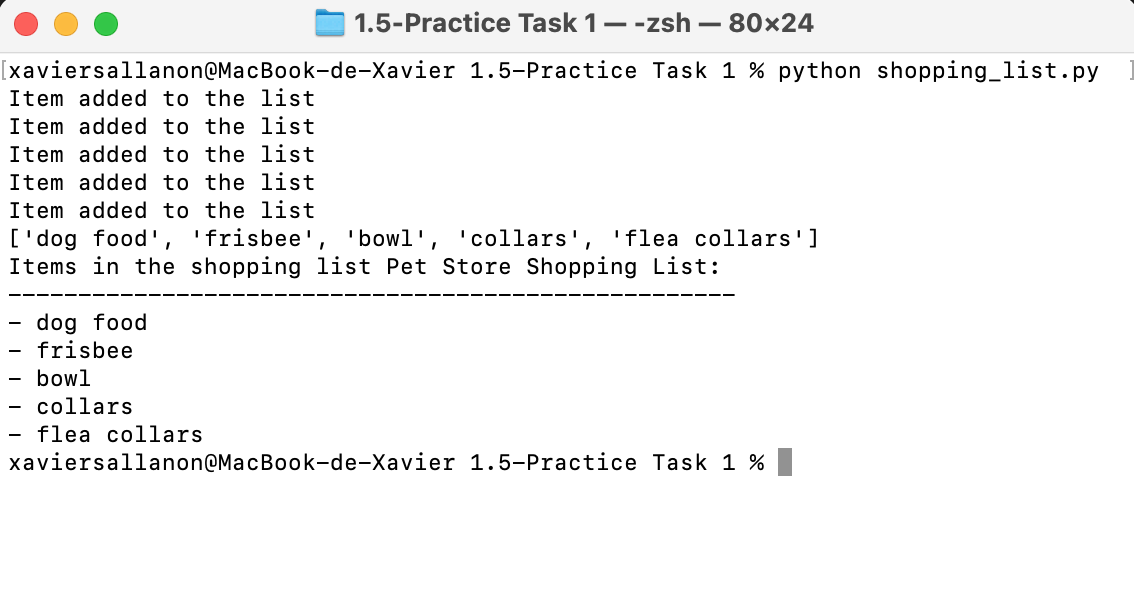 1.5-Practice Task 1 — -zsh — 80×24
[xaviersallanon@MacBook-de-Xavier 1.5-Practice Task 1 % python shopping_list.py ]
Item added to the list
Item added to the list
Item added to the list
Item added to the list
Item added to the list
['dog food', 'frisbee', 'bowl', 'collars', 'flea collars']
Items in the shopping list Pet Store Shopping List:
----------------------------------------------------
- dog food
- frisbee
- bowl
- collars
- flea collars
xaviersallanon@MacBook-de-Xavier 1.5-Practice Task 1 %